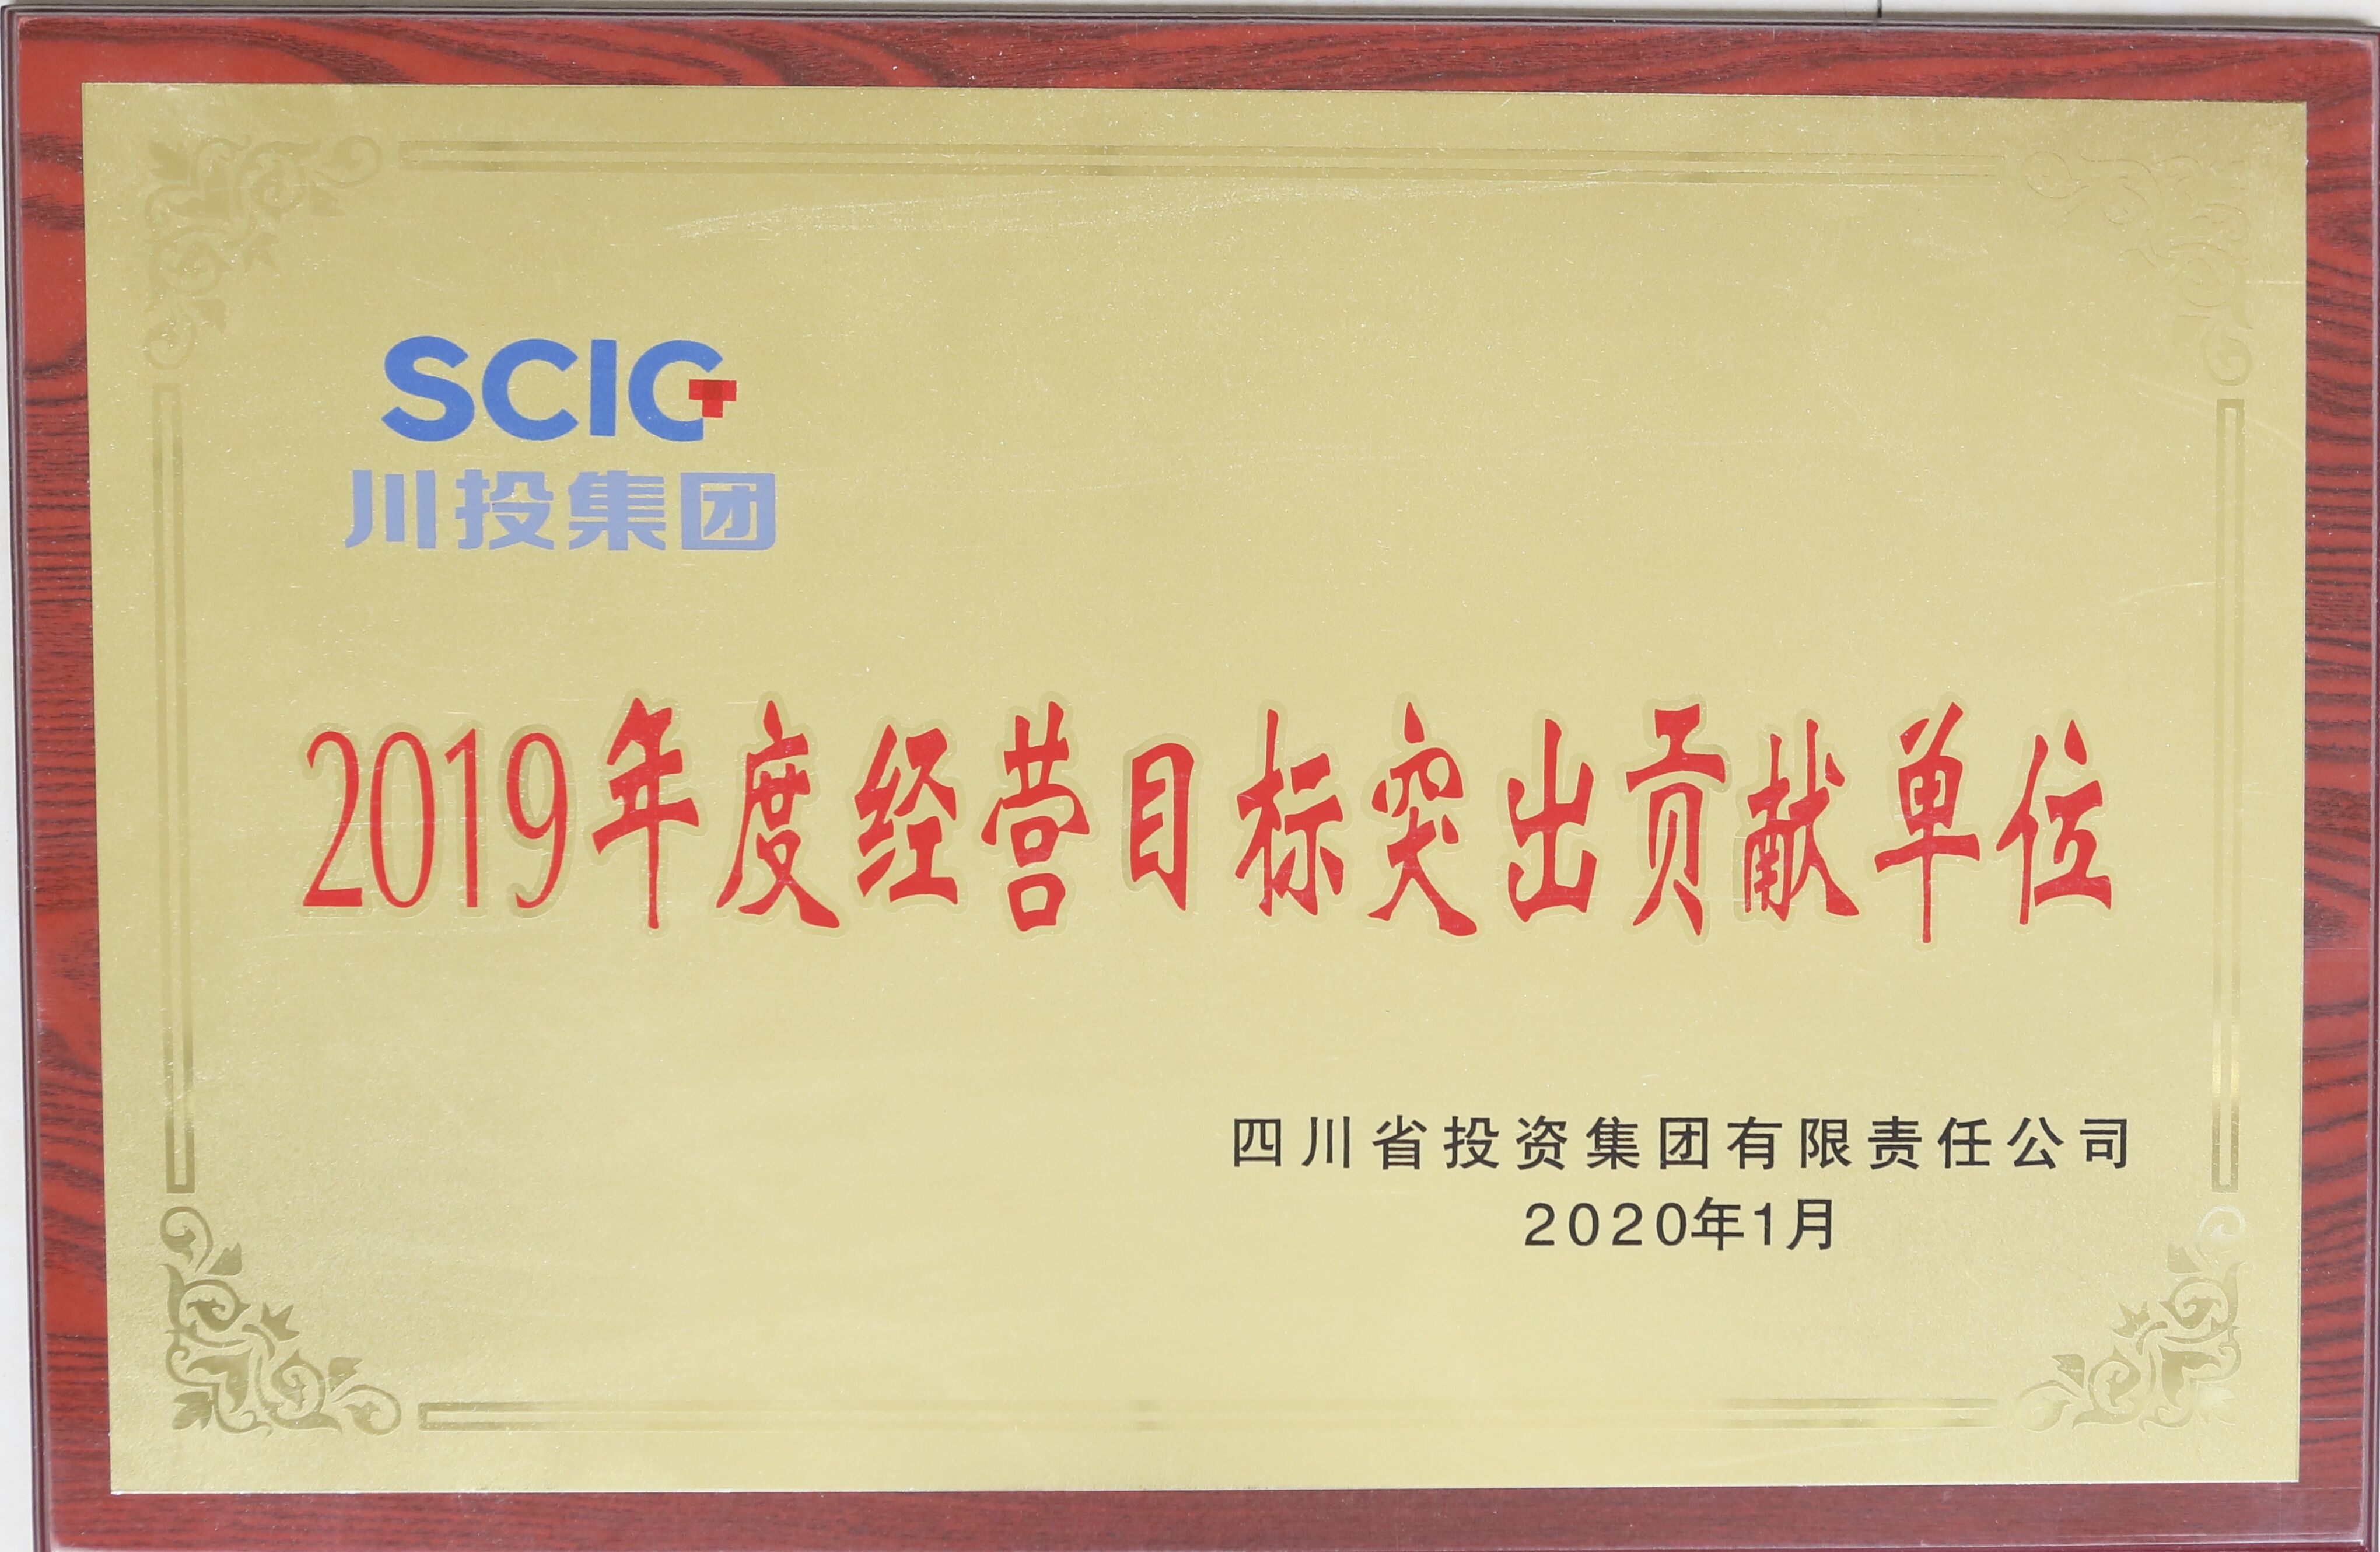 SCIG
川投集团
2019年度经营目标突出贡献单位
四川省投资集团有限责任公司
2020年1月